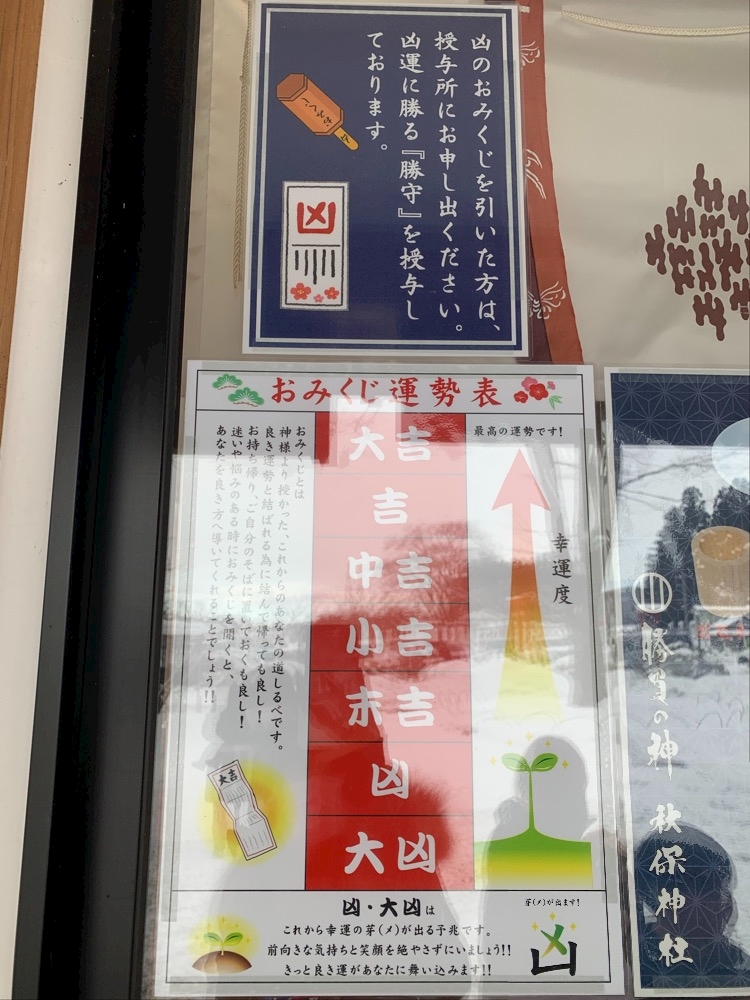 凶のおみくじを引いた方は、
授与所にお申し出ください。
凶運に勝る『勝守』を授与し
ております。
凶
おみくじ運勢表
おみくじとは
神様より授かった、これからのあなたの道しるべです。
良き運勢と結ばれる為に結んで帰っても良し!
お持ち帰り、ご自分のそばに置いておくも良し!
迷いや悩みのある時におみくじを開くと、
あなたを良き方へ導いてくれることでしょう!!
大吉
大吉
吉
中吉
小吉
末吉
凶
大凶
最高の運勢です!
幸運度
凶・大凶は
これから幸運の芽(メ)が出る予兆です。
前向きな気持ちと笑顔を絶やさずにいましょう!!
きっと良き運があなたに舞い込みます!!
芽(メ)が出ます!
勝負の神 秋保神社